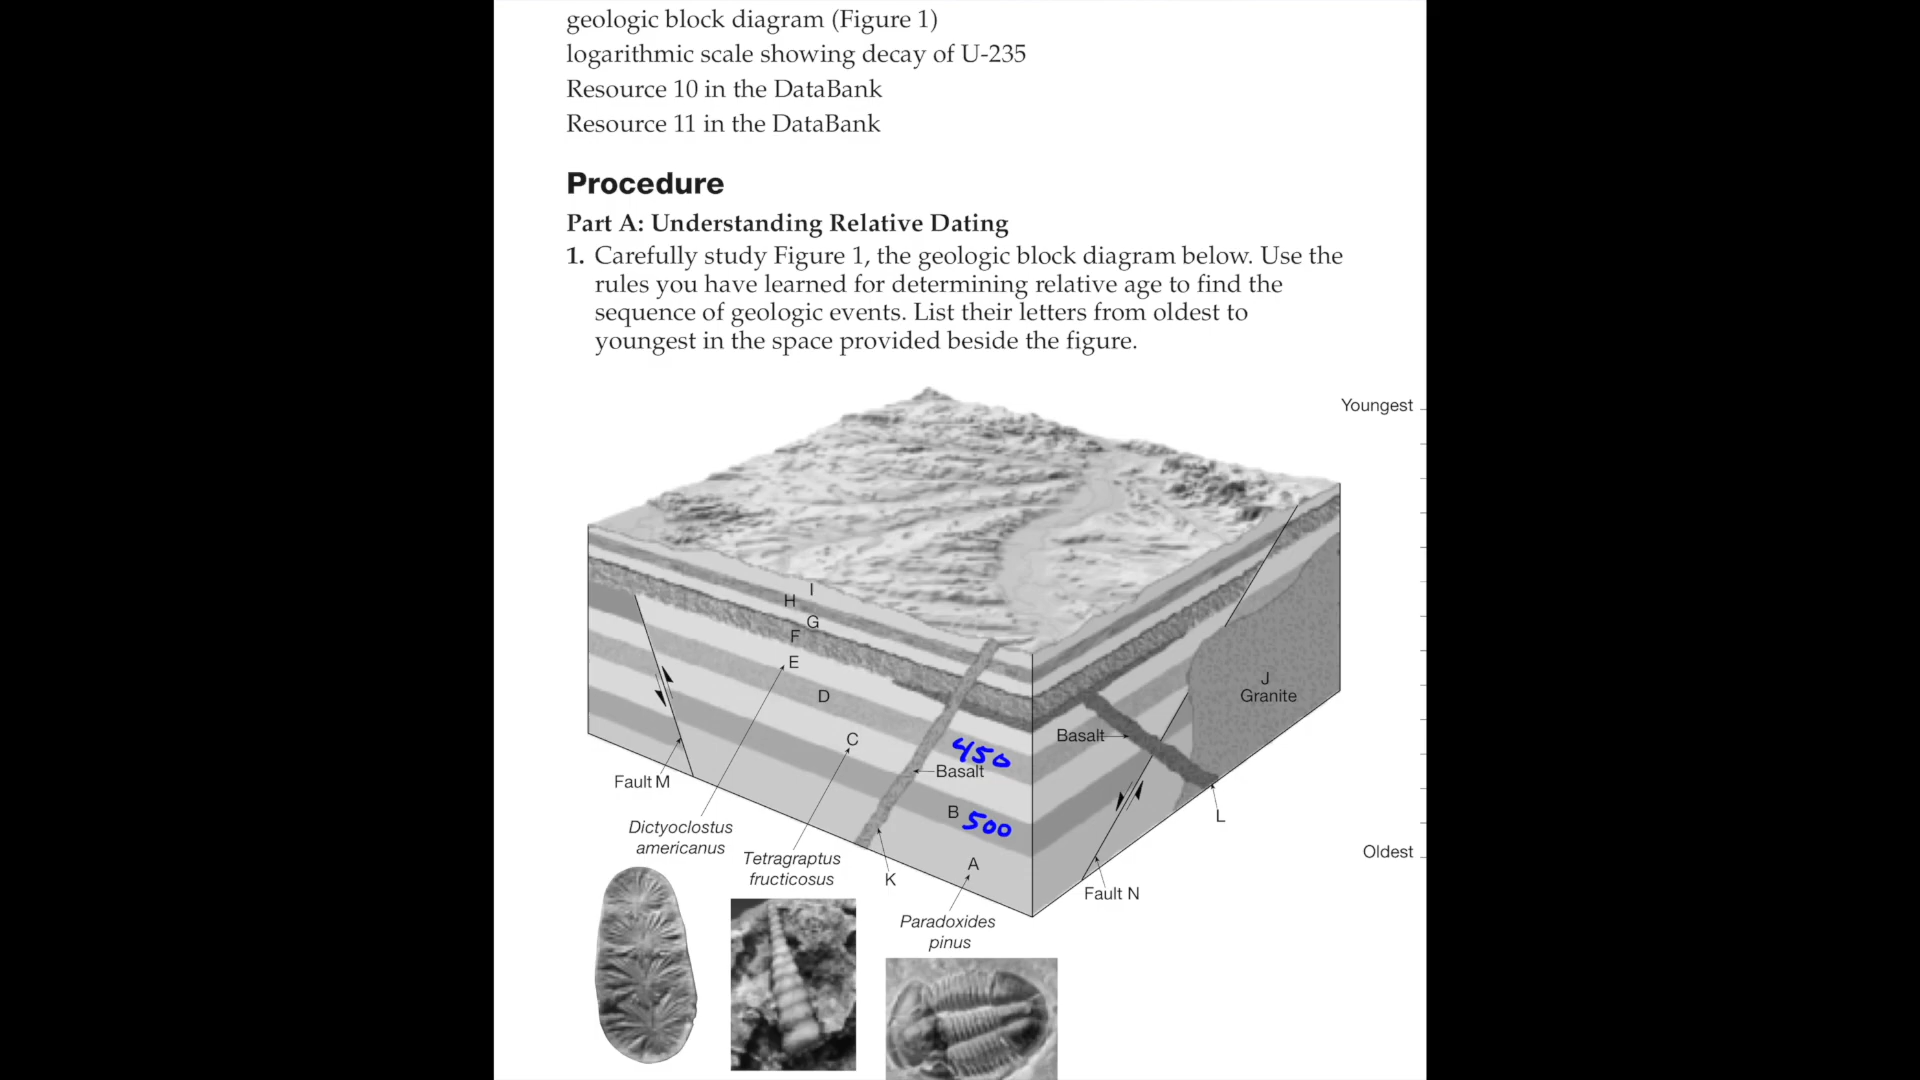 geologic block diagram (Figure 1)
logarithmic scale showing decay of U-235
Resource 10 in the DataBank
Resource 11 in the DataBank
Procedure
Part A: Understanding Relative Dating
1. Carefully study Figure 1, the geologic block diagram below. Use the
rules you have learned for determining relative age to find the
sequence of geologic events. List their letters from oldest to
youngest in the space provided beside the figure.
Youngest
I
H
G
F
E
D
C
J
Granite
Basalt
450
Basalt
Fault M
B 500
L
Dictyoclostus
americanus
Tetragraptus
fructicosus
A
K
Oldest
Fault N
Paradoxides
pinus